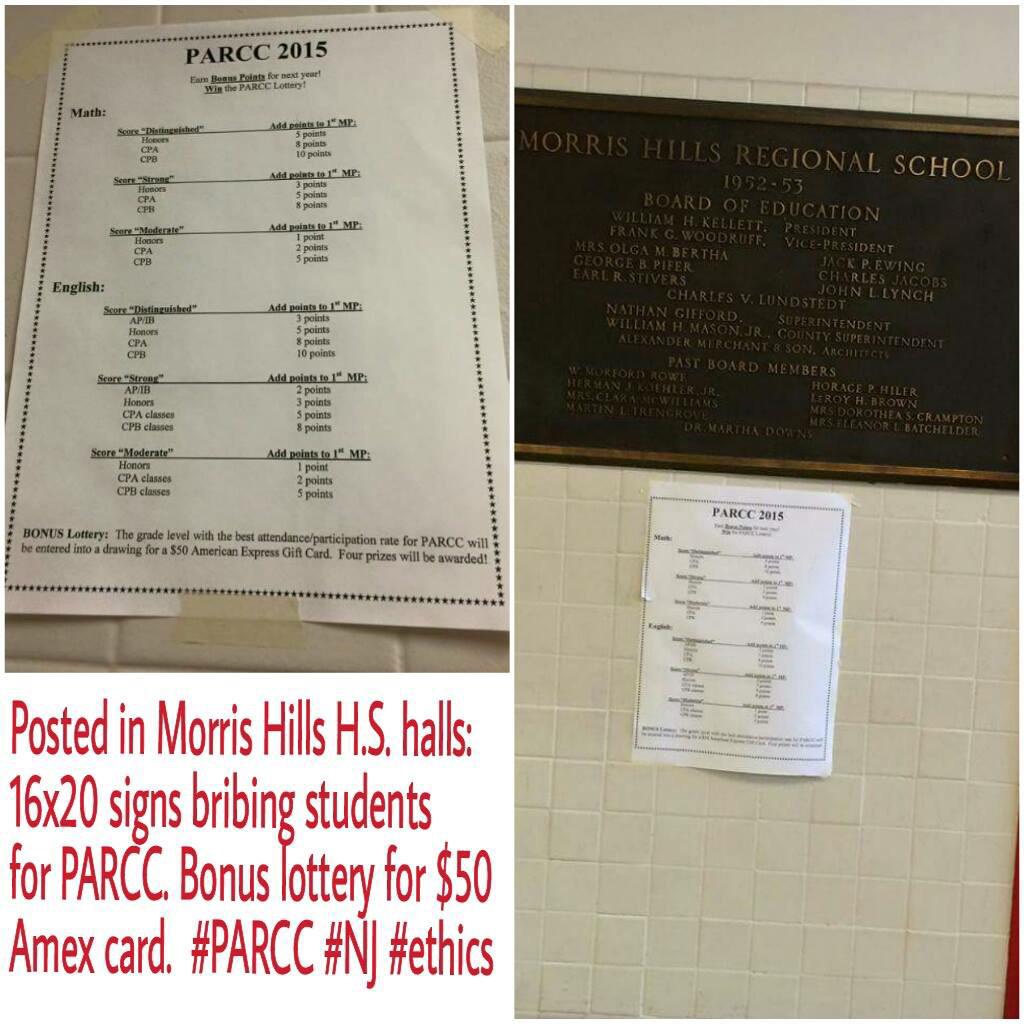 PARCC 2015
Earn Bonus Points for next year!
Win the PARCC Lottery!
Math:
Score "Distinguished" Add points to 1st MP:
Honors 5 points
CPA 8 points
CPB 10 points
Score "Strong" Add points to 1st MP:
Honors 3 points
CPA 5 points
CPB 8 points
Score "Moderate" Add points to 1st MP:
Honors 1 point
CPA 2 points
CPB 5 points
English:
Score "Distinguished" Add points to 1st MP:
AP/IB 3 points
Honors 5 points
CPA 8 points
CPB 10 points
Score "Strong" Add points to 1st MP:
AP/IB 2 points
Honors 3 points
CPA classes 5 points
CPB classes 8 points
Score "Moderate" Add points to 1st MP:
Honors 1 point
CPA classes 2 points
CPB classes 5 points
BONUS Lottery: The grade level with the best attendance/participation rate for PARCC will
be entered into a drawing for a $50 American Express Gift Card. Four prizes will be awarded!
MORRIS HILLS REGIONAL SCHOOL
1952-53
BOARD OF EDUCATION
WILLIAM H. KELLETT, PRESIDENT
FRANK G. WOODRUFF, VICE-PRESIDENT
MRS. OLGA M. BERTHA JACK P. EWING
GEORGE B. PIFER CHARLES JACOBS
EARL R. STIVERS JOHN L. LYNCH
CHARLES V. LUNDSTEDT
NATHAN GIFFORD, SUPERINTENDENT
WILLIAM H. MASON, JR., COUNTY SUPERINTENDENT
ALEXANDER MERCHANT & SON, ARCHITECTS
PAST BOARD MEMBERS
W. MORFORD ROWE HORACE P. HILER
HERMAN J. KOEHLER, JR. LEROY H. BROWN
MRS. CLARA MCWILLIAMS MRS. DOROTHEA S. CRAMPTON
MARTIN L. TRENGROVE MRS. ELEANOR L. BATCHELDER
DR. MARTHA DOWNS
PARCC 2015
Math:
English:
Posted in Morris Hills H.S. halls:
16x20 signs bribing students
for PARCC. Bonus lottery for $50
Amex card. #PARCC #NJ #ethics